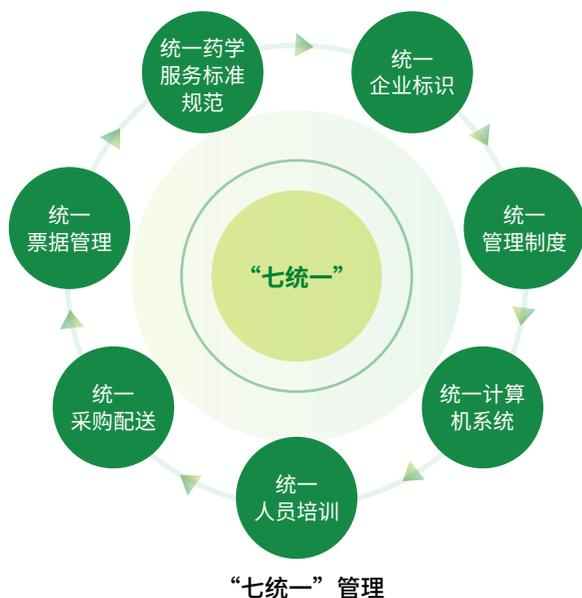 统一药学
服务标准
规范
统一
企业标识
统一
管理制度
统一计算
机系统
统一
人员培训
统一
采购配送
统一
票据管理
“七统一”
“七统一”管理